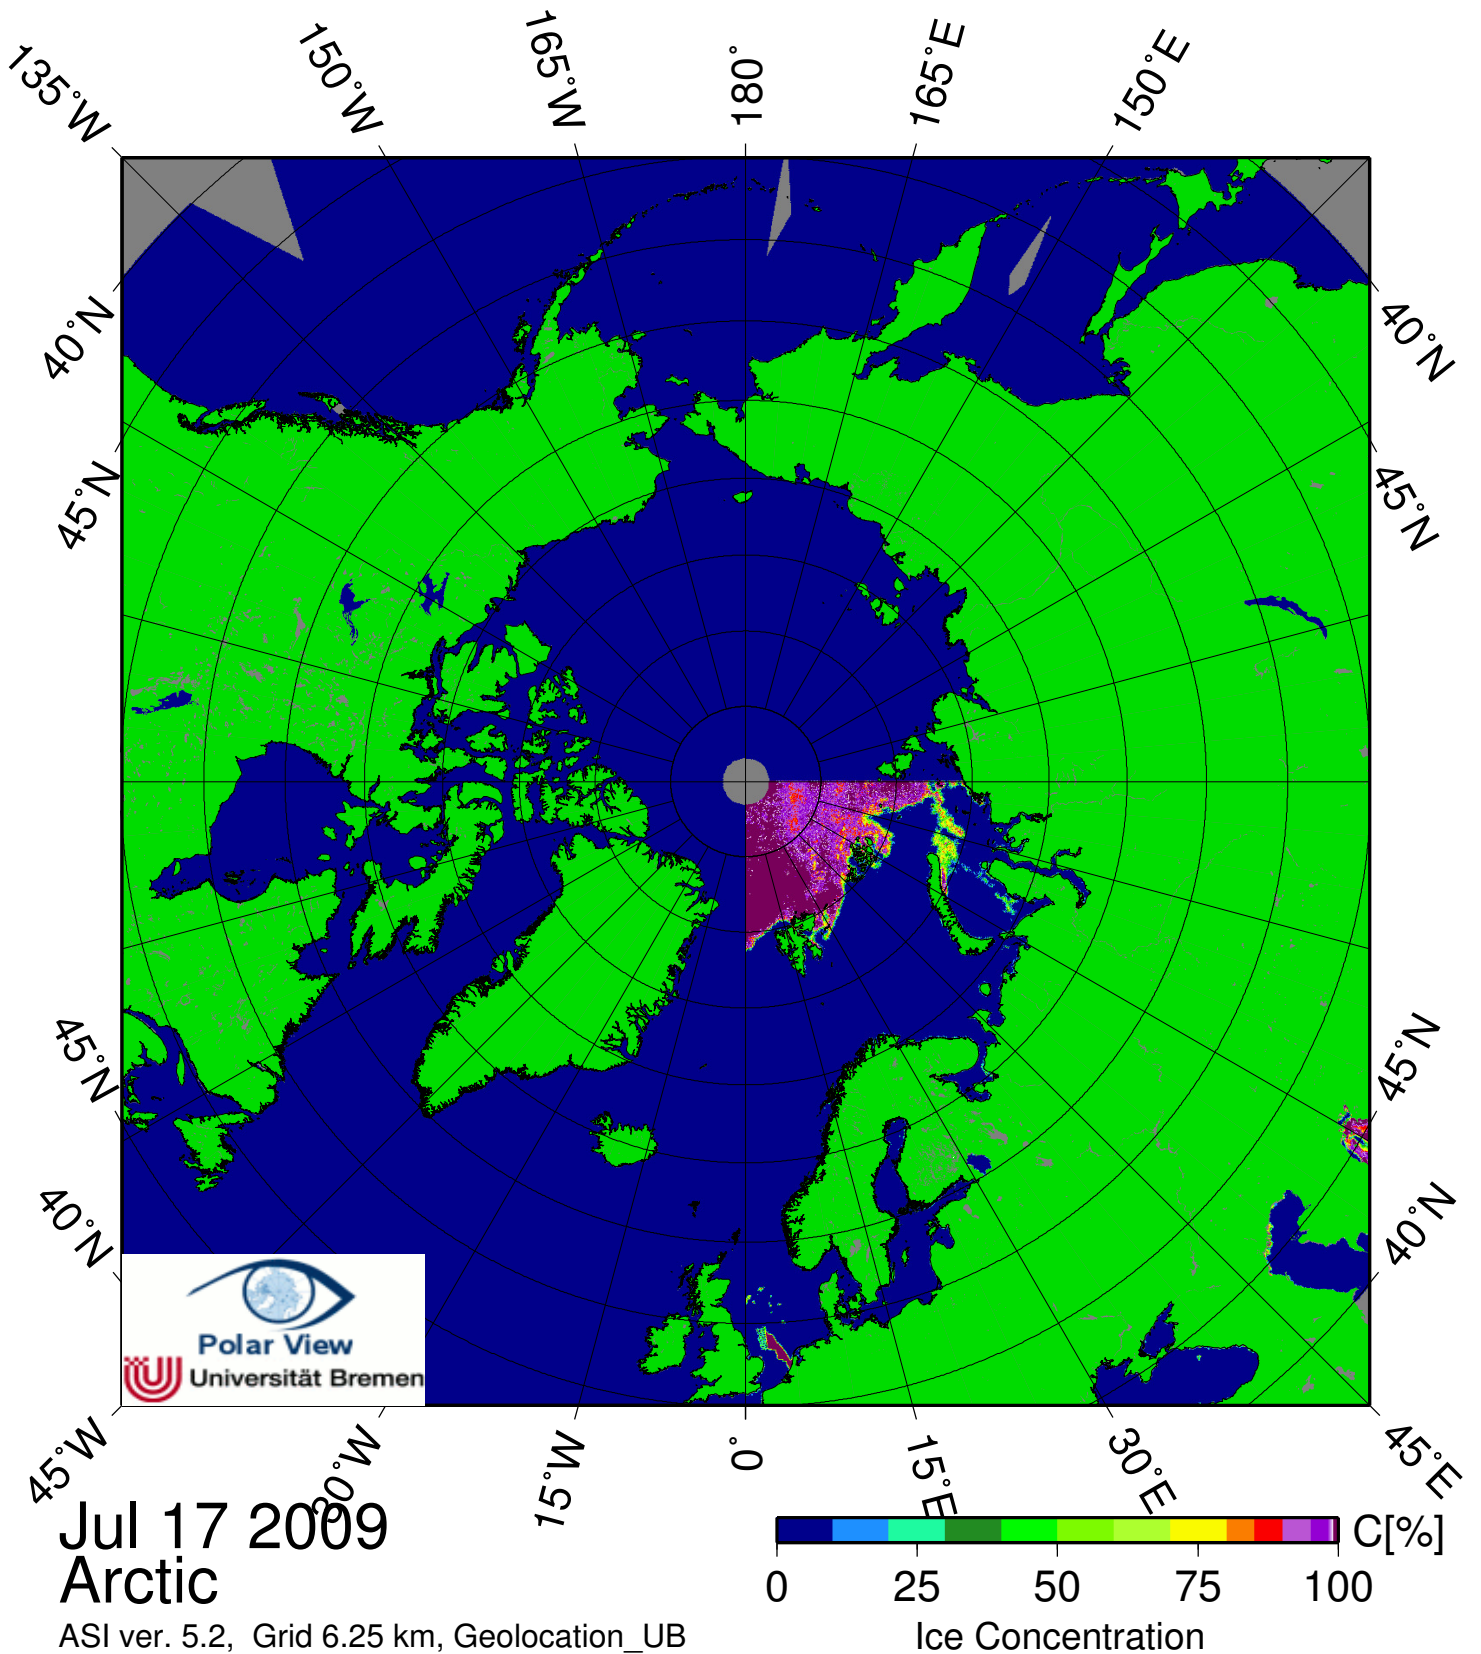 135°W
150°W
165°W
180°
165°E
150°E
40°N
40°N
45°N
45°N
45°N
45°N
40°N
40°N
Polar View
Universität Bremen
45°W
30°W
15°W
0°
15°E
30°E
45°E
Jul 17 2009
Arctic
ASI ver. 5.2, Grid 6.25 km, Geolocation_UB
C[%]
0 25 50 75 100
Ice Concentration